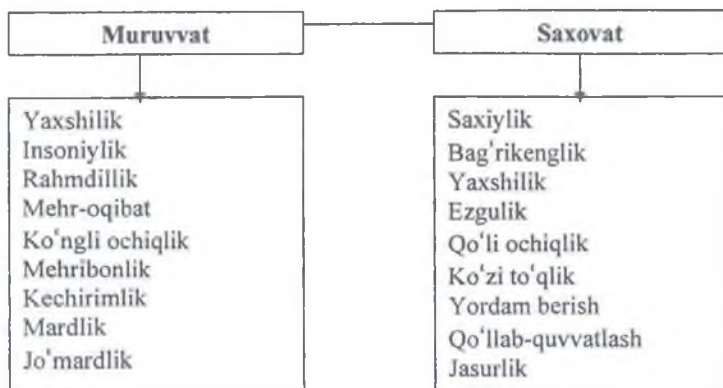 Muruvvat
Saxovat
Yaxshilik
Insoniylik
Rahmdillik
Mehr-oqibat
Ko‘ngli ochiqlik
Mehribonlik
Kechirimlik
Mardlik
Jo‘mardlik
Saxiylik
Bag‘rikenglik
Yaxshilik
Ezgulik
Qo‘li ochiqlik
Ko‘zi to‘qlik
Yordam berish
Qo‘llab-quvvatlash
Jasurlik